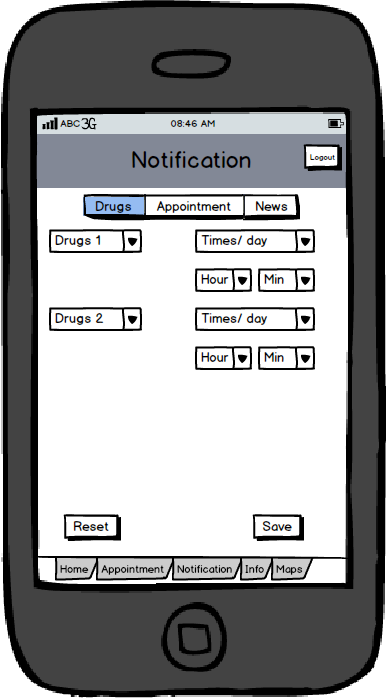 ABC 3G 08:46 AM
Notification Logout
Drugs Appointment News
Drugs 1 Times/ day
Hour Min
Drugs 2 Times/ day
Hour Min
Reset Save
Home Appointment Notification Info Maps